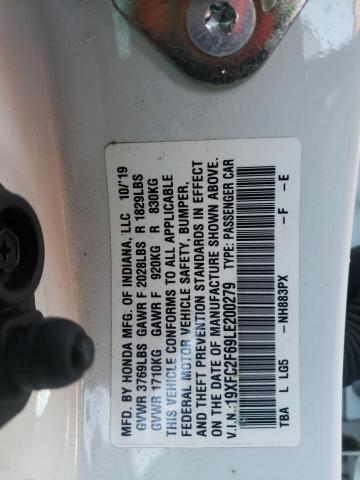 MFD. BY HONDA MFG. OF INDIANA, LLC 10/'19
GVWR 3769LBS GAWR F 2028LBS R 1829LBS
GVWR 1710KG GAWR F 920KG R 830KG
THIS VEHICLE CONFORMS TO ALL APPLICABLE
FEDERAL MOTOR VEHICLE SAFETY, BUMPER,
AND THEFT PREVENTION STANDARDS IN EFFECT
ON THE DATE OF MANUFACTURE SHOWN ABOVE.
V.I.N.:19XFC2F69LE200279 TYPE: PASSENGER CAR
TBA L LG5 -NH883PX -F -E